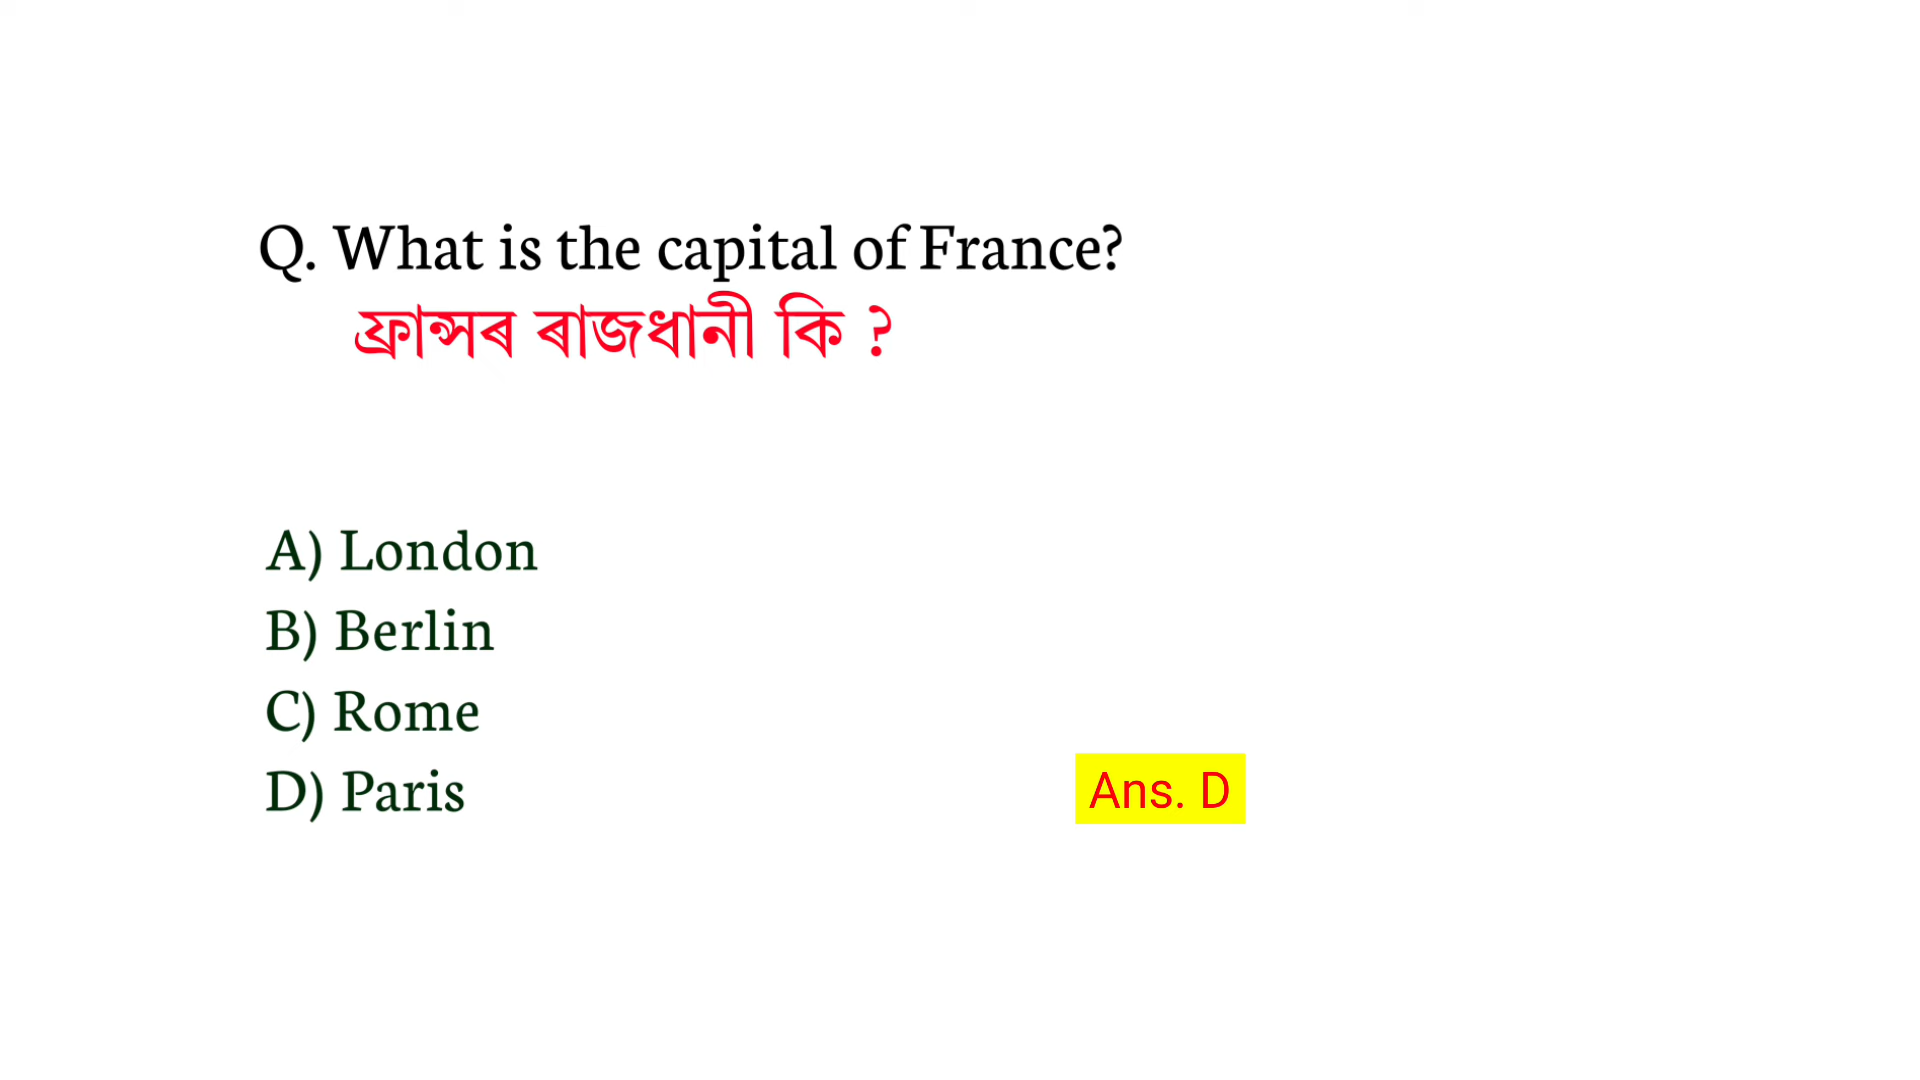 Q. What is the capital of France?
ফ্ৰান্সৰ ৰাজধানী কি ?
A) London
B) Berlin
C) Rome
D) Paris
Ans. D